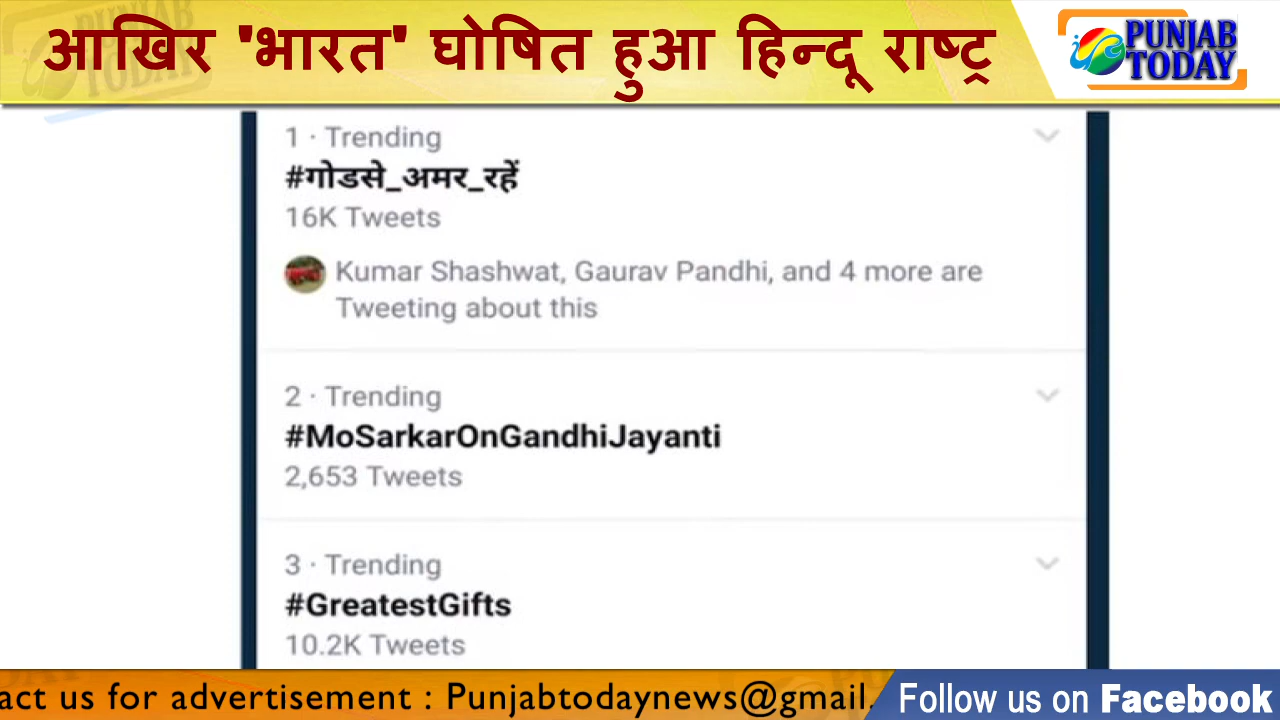 आखिर 'भारत' घोषित हुआ हिन्दू राष्ट्र
PUNJAB
TODAY
1 · Trending
#गोडसे_अमर_रहें
16K Tweets
Kumar Shashwat, Gaurav Pandhi, and 4 more are
Tweeting about this
2 · Trending
#MoSarkarOnGandhiJayanti
2,653 Tweets
3 · Trending
#GreatestGifts
10.2K Tweets
act us for advertisement : Punjabtodaynews@gmail.
Follow us on Facebook